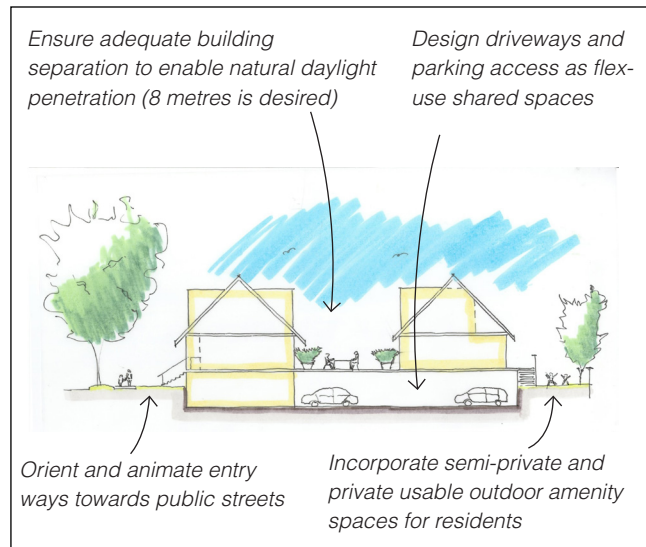 Ensure adequate building
separation to enable natural daylight
penetration (8 metres is desired)
Design driveways and
parking access as flex-
use shared spaces
Orient and animate entry
ways towards public streets
Incorporate semi-private and
private usable outdoor amenity
spaces for residents